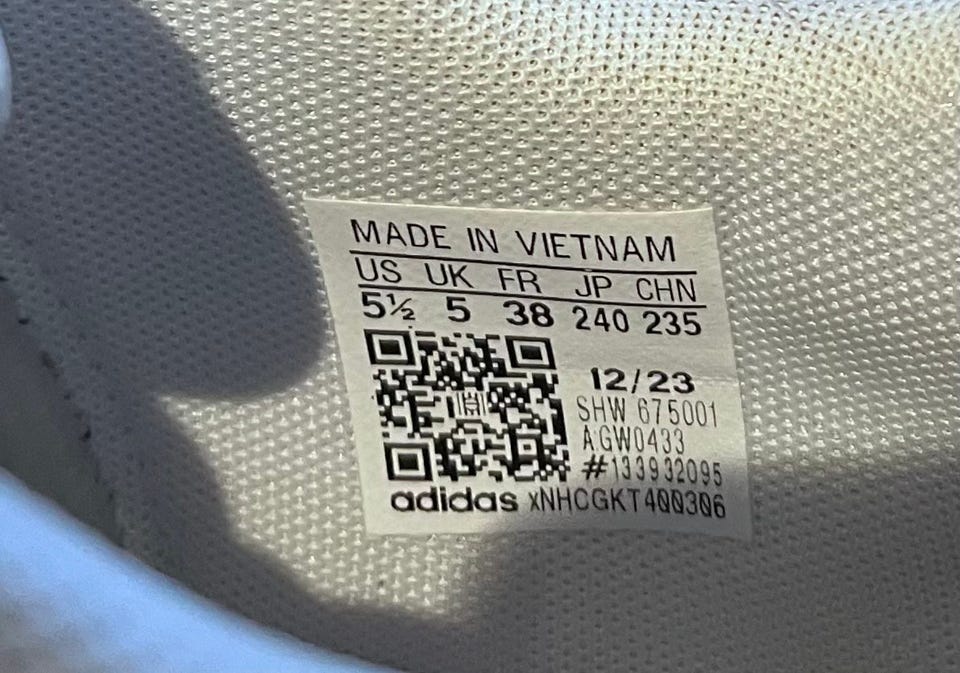 MADE IN VIETNAM
US UK FR JP CHN
5½ 5 38 240 235
12/23
SHW 675001
AGW0433
#133932095
adidas xNHCGKT400306